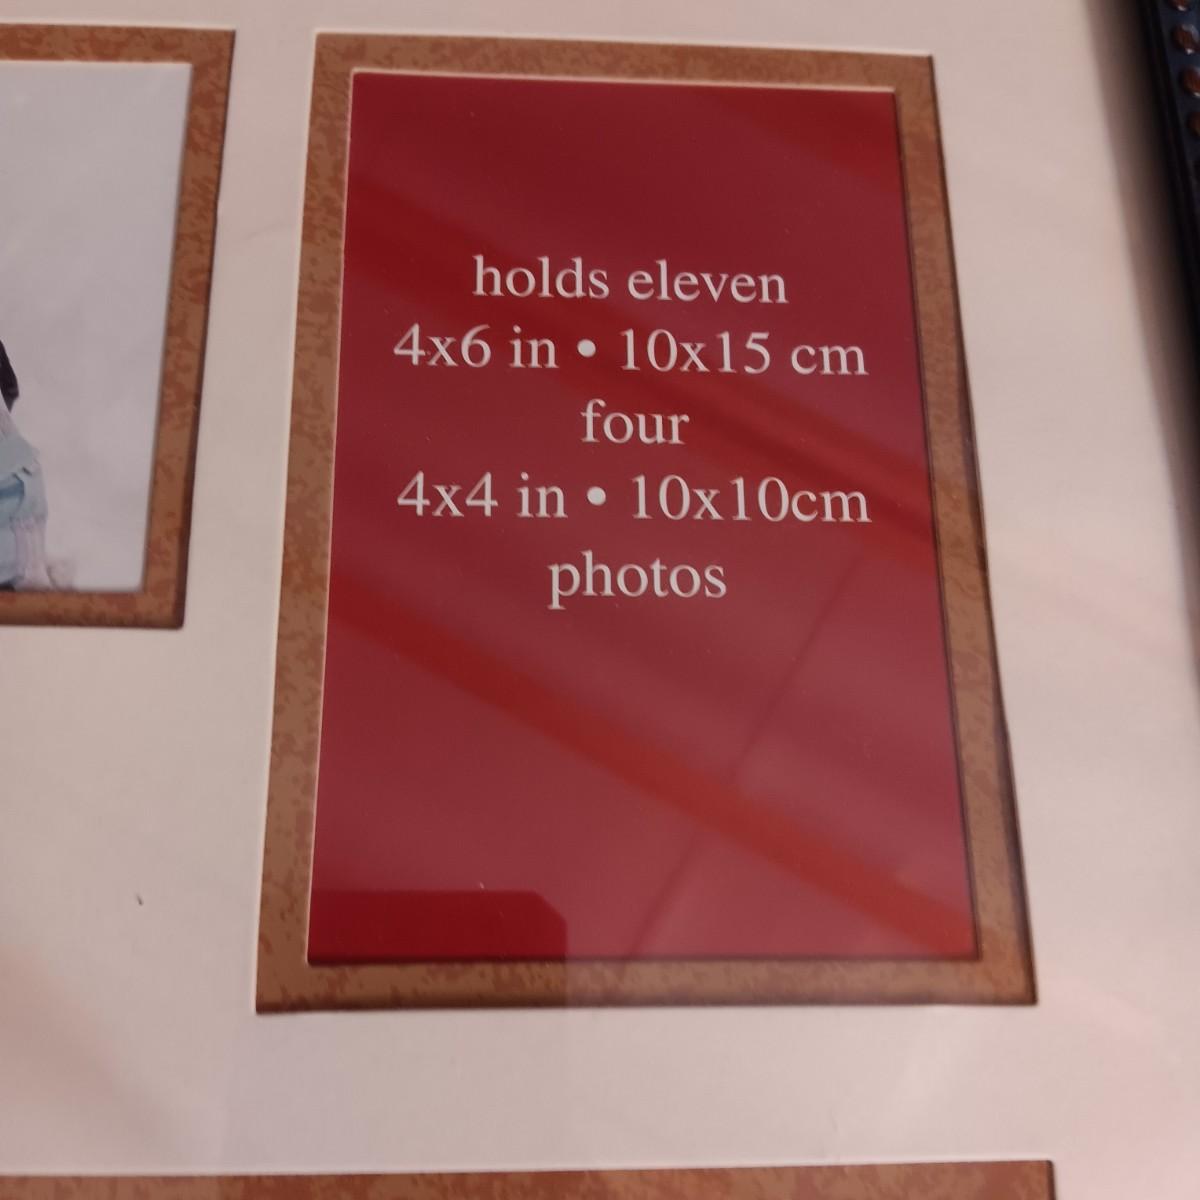 holds eleven
4x6 in • 10x15 cm
four
4x4 in • 10x10cm
photos